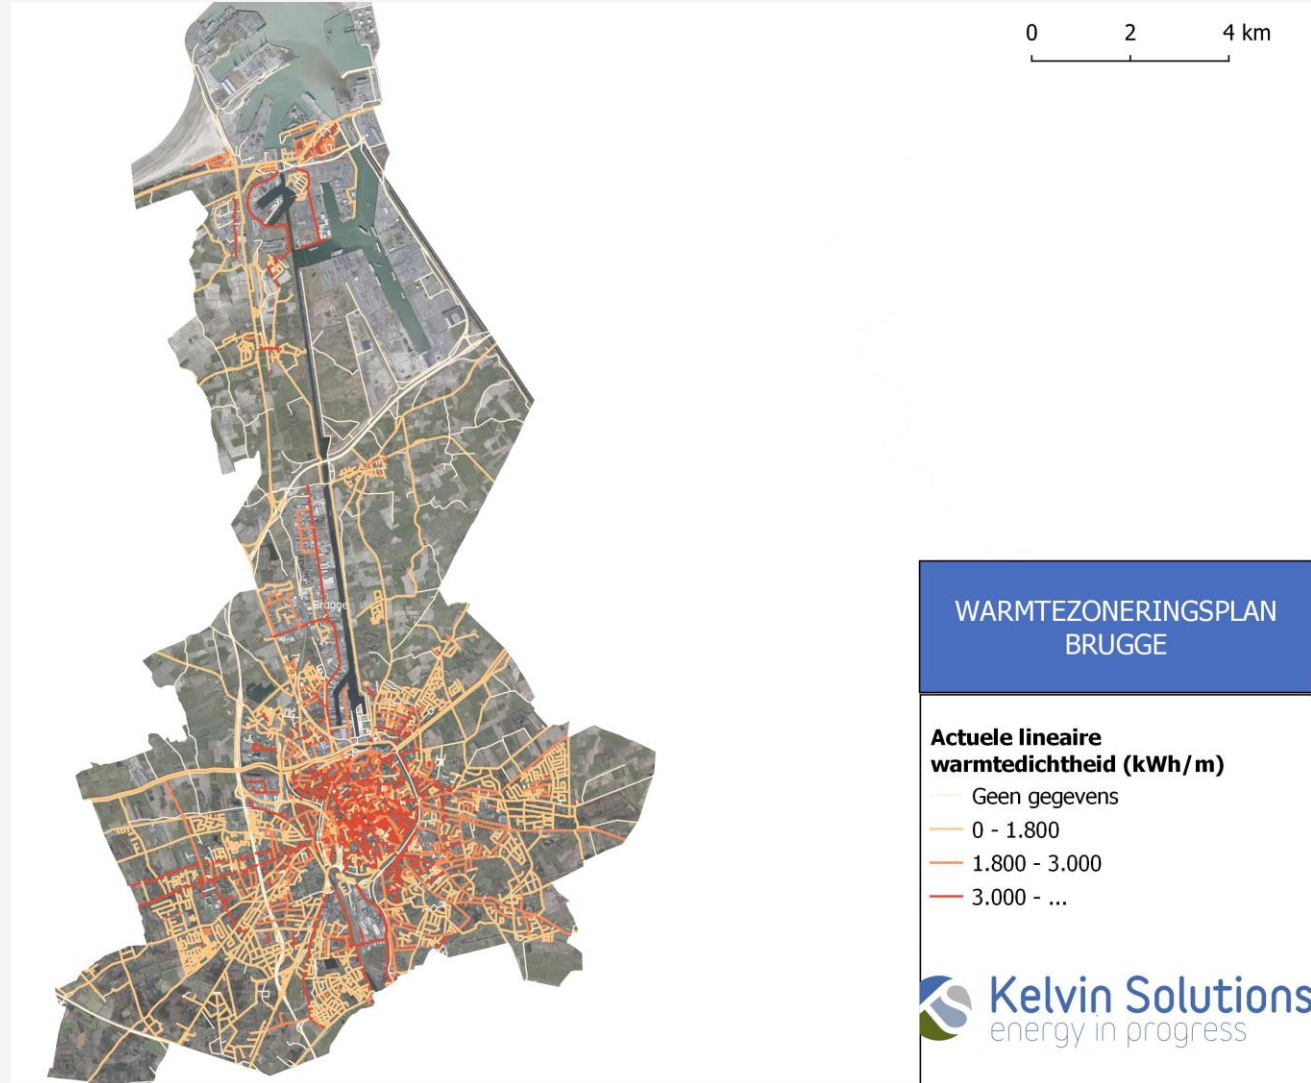 0 2 4 km
Brugge
WARMTEZONERINGSPLAN
BRUGGE
Actuele lineaire
warmtedichtheid (kWh/m)
Geen gegevens
0 - 1.800
1.800 - 3.000
3.000 - ...
Kelvin Solutions
energy in progress